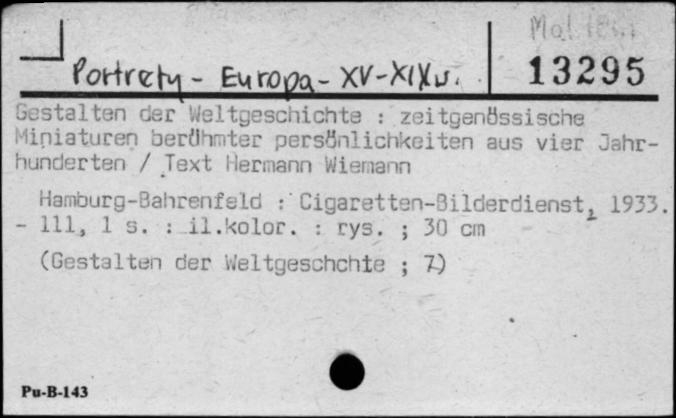 Portrety - Europa - XV-XIX w.
13295
Gestalten der Weltgeschichte : zeitgenössische
Miniaturen berühmter persönlichkeiten aus vier Jahr-
hunderten / Text Hermann Wiemann
Hamburg-Bahrenfeld : Cigaretten-Bilderdienst, 1933.
- 111, 1 s. : il.kolor. : rys. ; 30 cm
(Gestalten der Weltgeschchte ; 7)
Pu-B-143